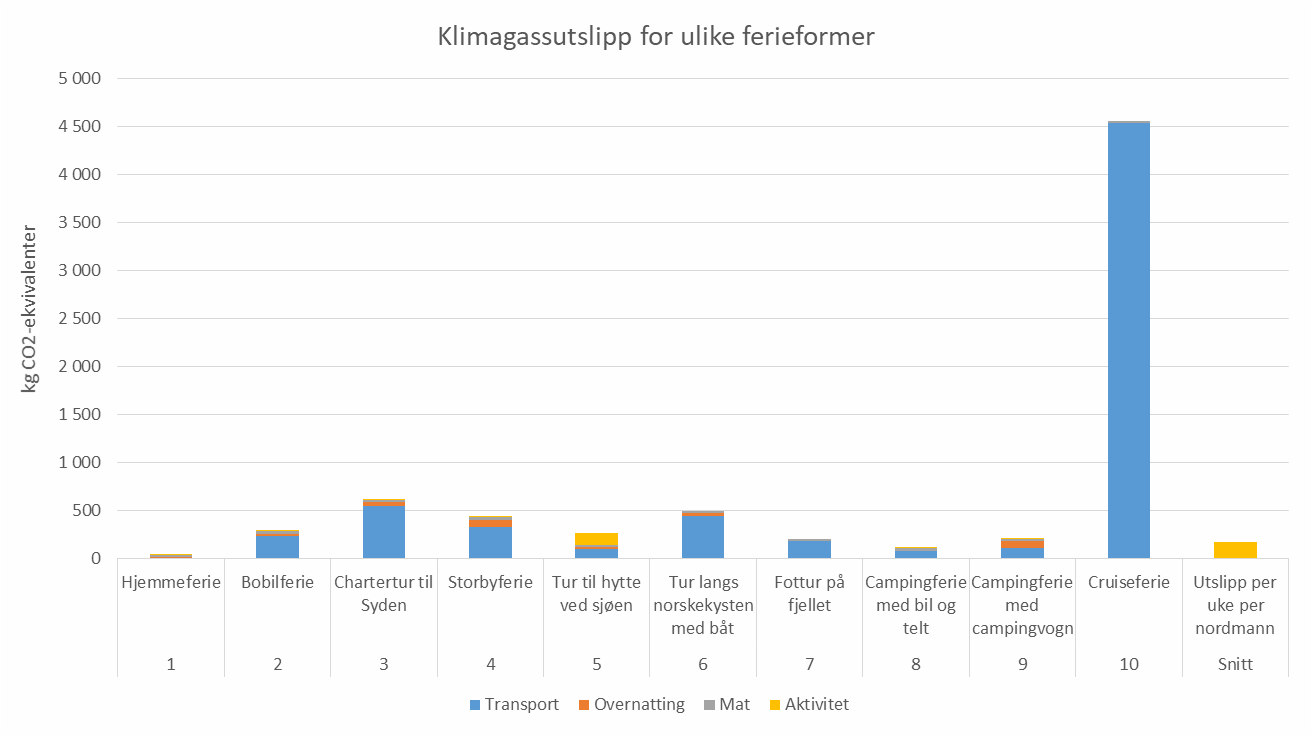 Klimagassutslipp for ulike ferieformer
kg CO2-ekvivalenter
5 000
4 500
4 000
3 500
3 000
2 500
2 000
1 500
1 000
500
0
Hjemmeferie
Bobilferie
Chartertur til
Syden
Storbyferie
Tur til hytte
ved sjøen
Tur langs
norskekysten
med båt
Fottur på
fjellet
Campingferie
med bil og
telt
Campingferie
med
campingvogn
Cruiseferie
Utslipp per
uke per
nordmann
1
2
3
4
5
6
7
8
9
10
Snitt
Transport
Overnatting
Mat
Aktivitet